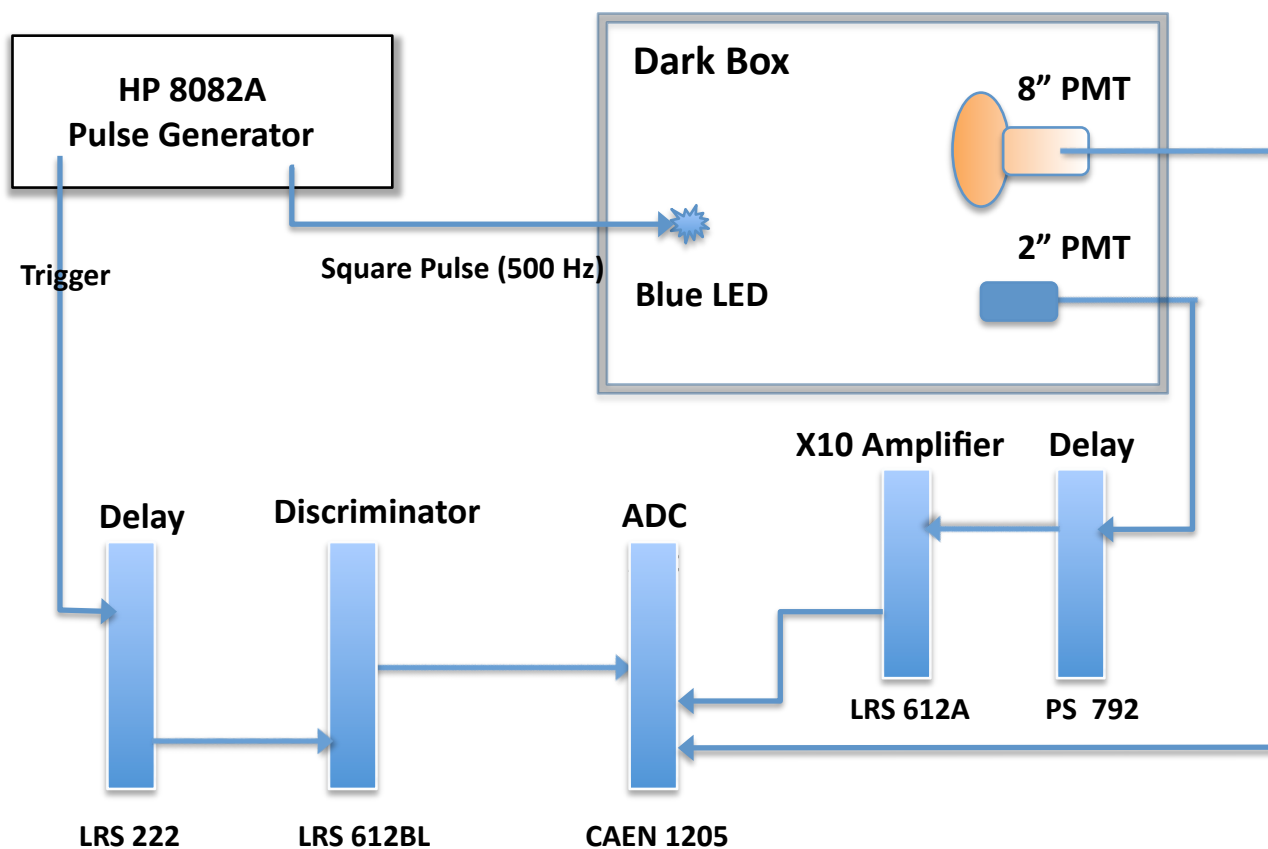 HP 8082A
Pulse Generator
Dark Box
8” PMT
2” PMT
Trigger
Square Pulse (500 Hz)
Blue LED
X10 Amplifier
Delay
Delay
Discriminator
ADC
LRS 612A
PS 792
LRS 222
LRS 612BL
CAEN 1205